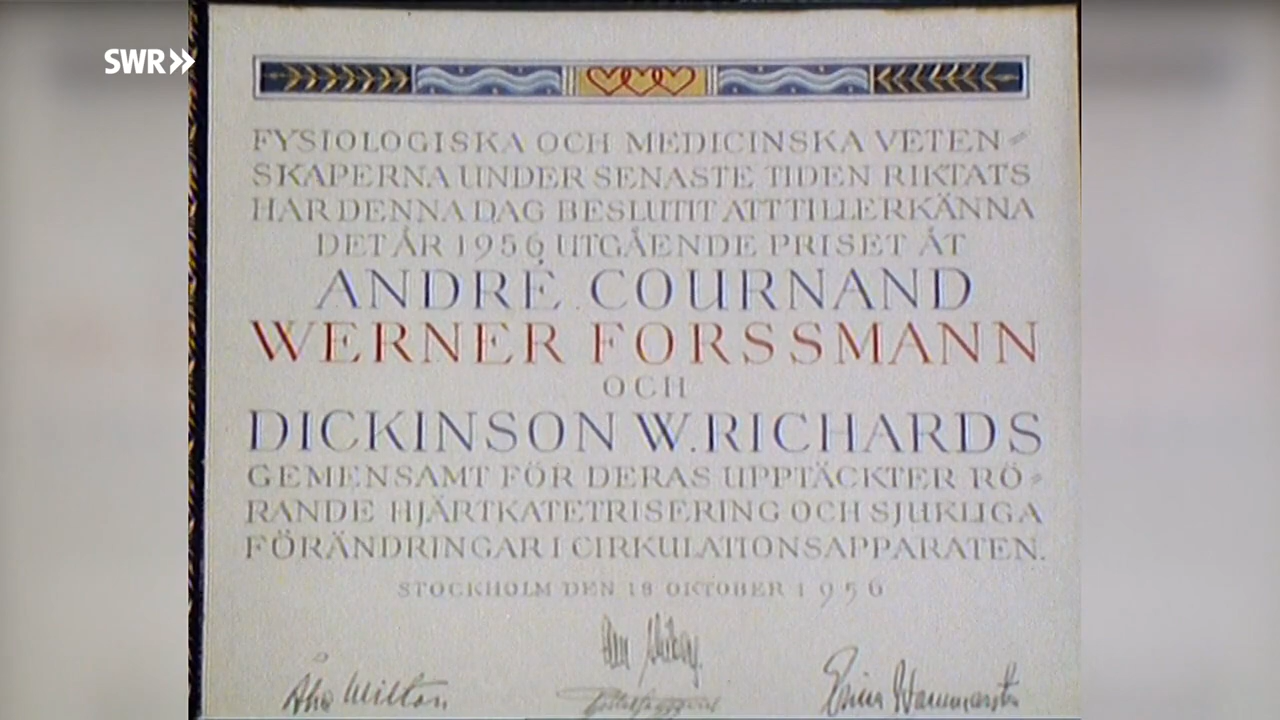 SWR»
FYSIOLOGISKA OCH MEDICINSKA VETEN-
SKAPERNA UNDER SENASTE TIDEN RIKTATS
HAR DENNA DAG BESLUTIT ATT TILLERKÄNNA
DET ÅR 1956 UTGÅENDE PRISET ÅT
ANDRÉ COURNAND
WERNER FORSSMANN
OCH
DICKINSON W. RICHARDS
GEMENSAMT FÖR DERAS UPPTÄCKTER RÖ-
RANDE HJÄRTKATETRISERING OCH SJUKLIGA
FÖRÄNDRINGAR I CIRKULATIONSAPPARATEN.
STOCKHOLM DEN 18 OKTOBER 1956